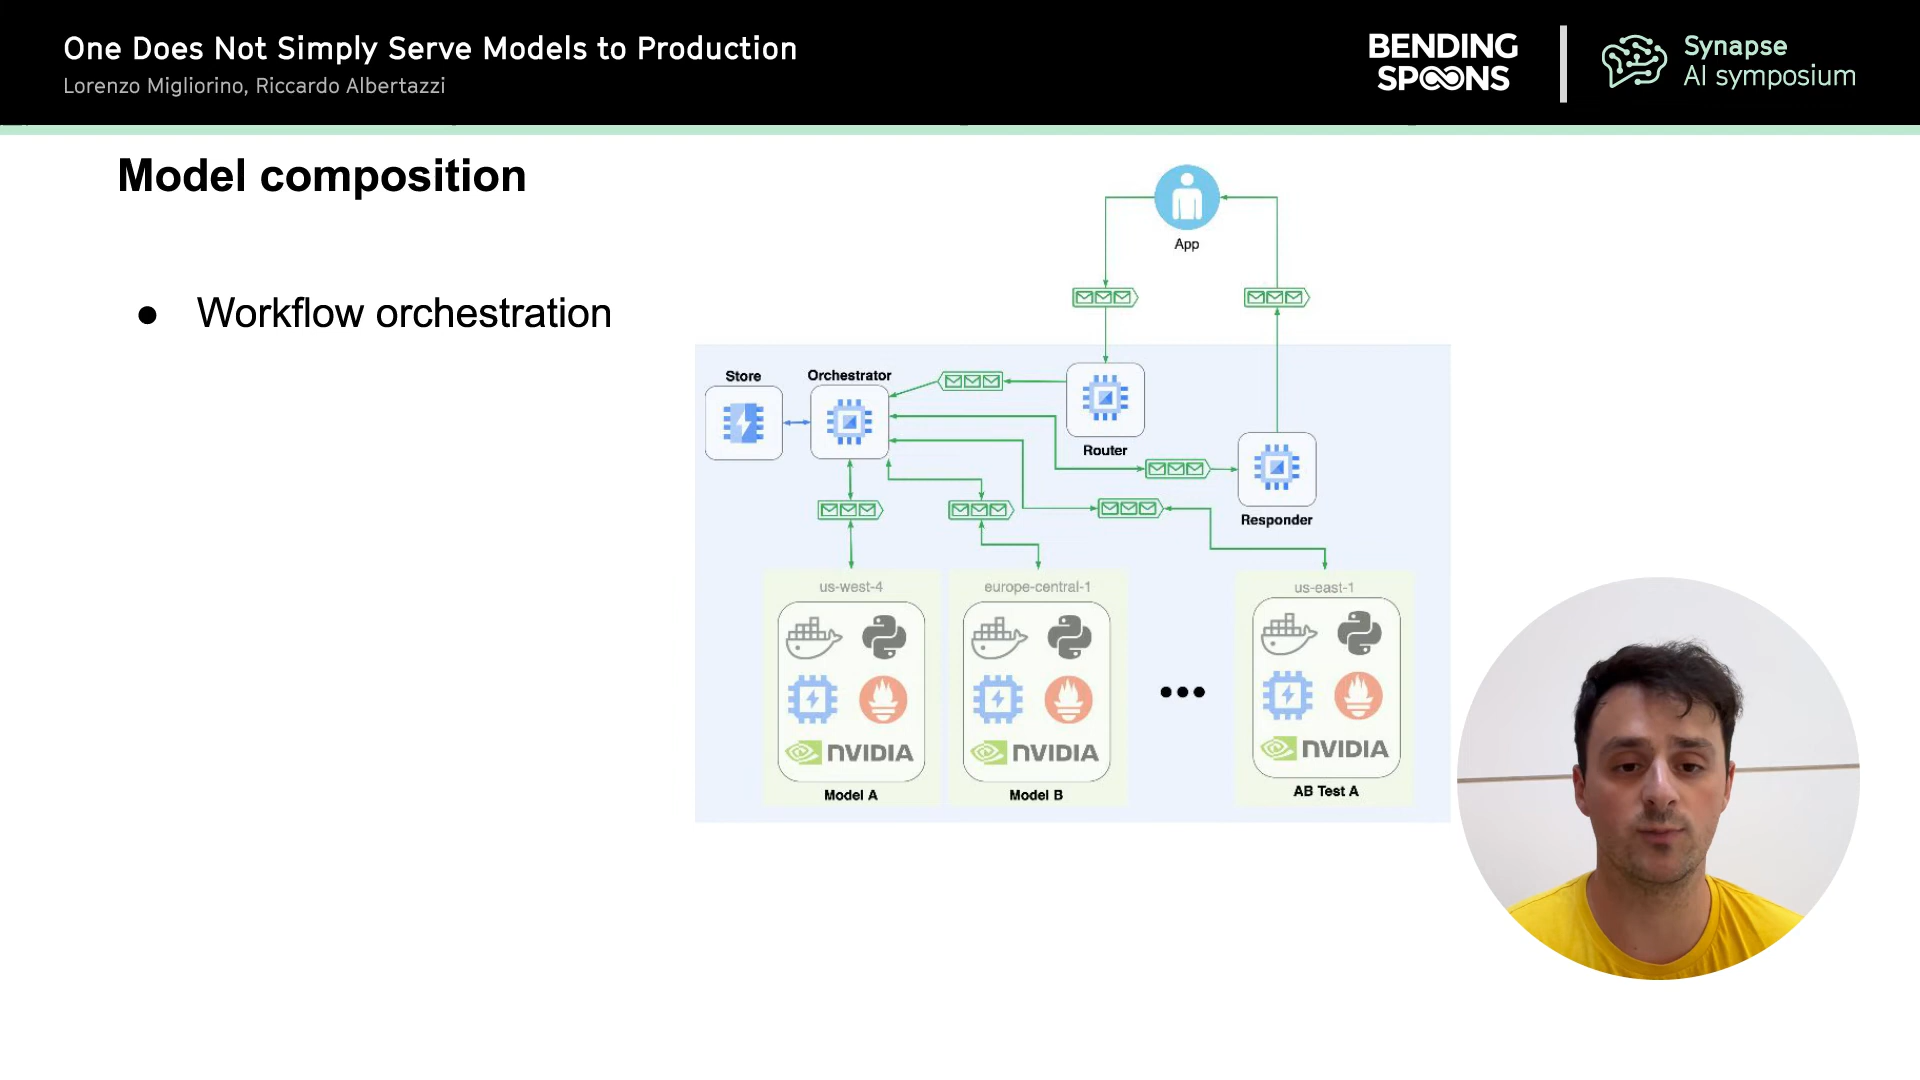 One Does Not Simply Serve Models to Production
Lorenzo Migliorino, Riccardo Albertazzi
BENDING
SPOONS
Synapse
AI symposium
Model composition
● Workflow orchestration
App
Store
Orchestrator
Router
Responder
us-west-4
europe-central-1
us-east-1
NVIDIA
NVIDIA
NVIDIA
Model A
Model B
AB Test A